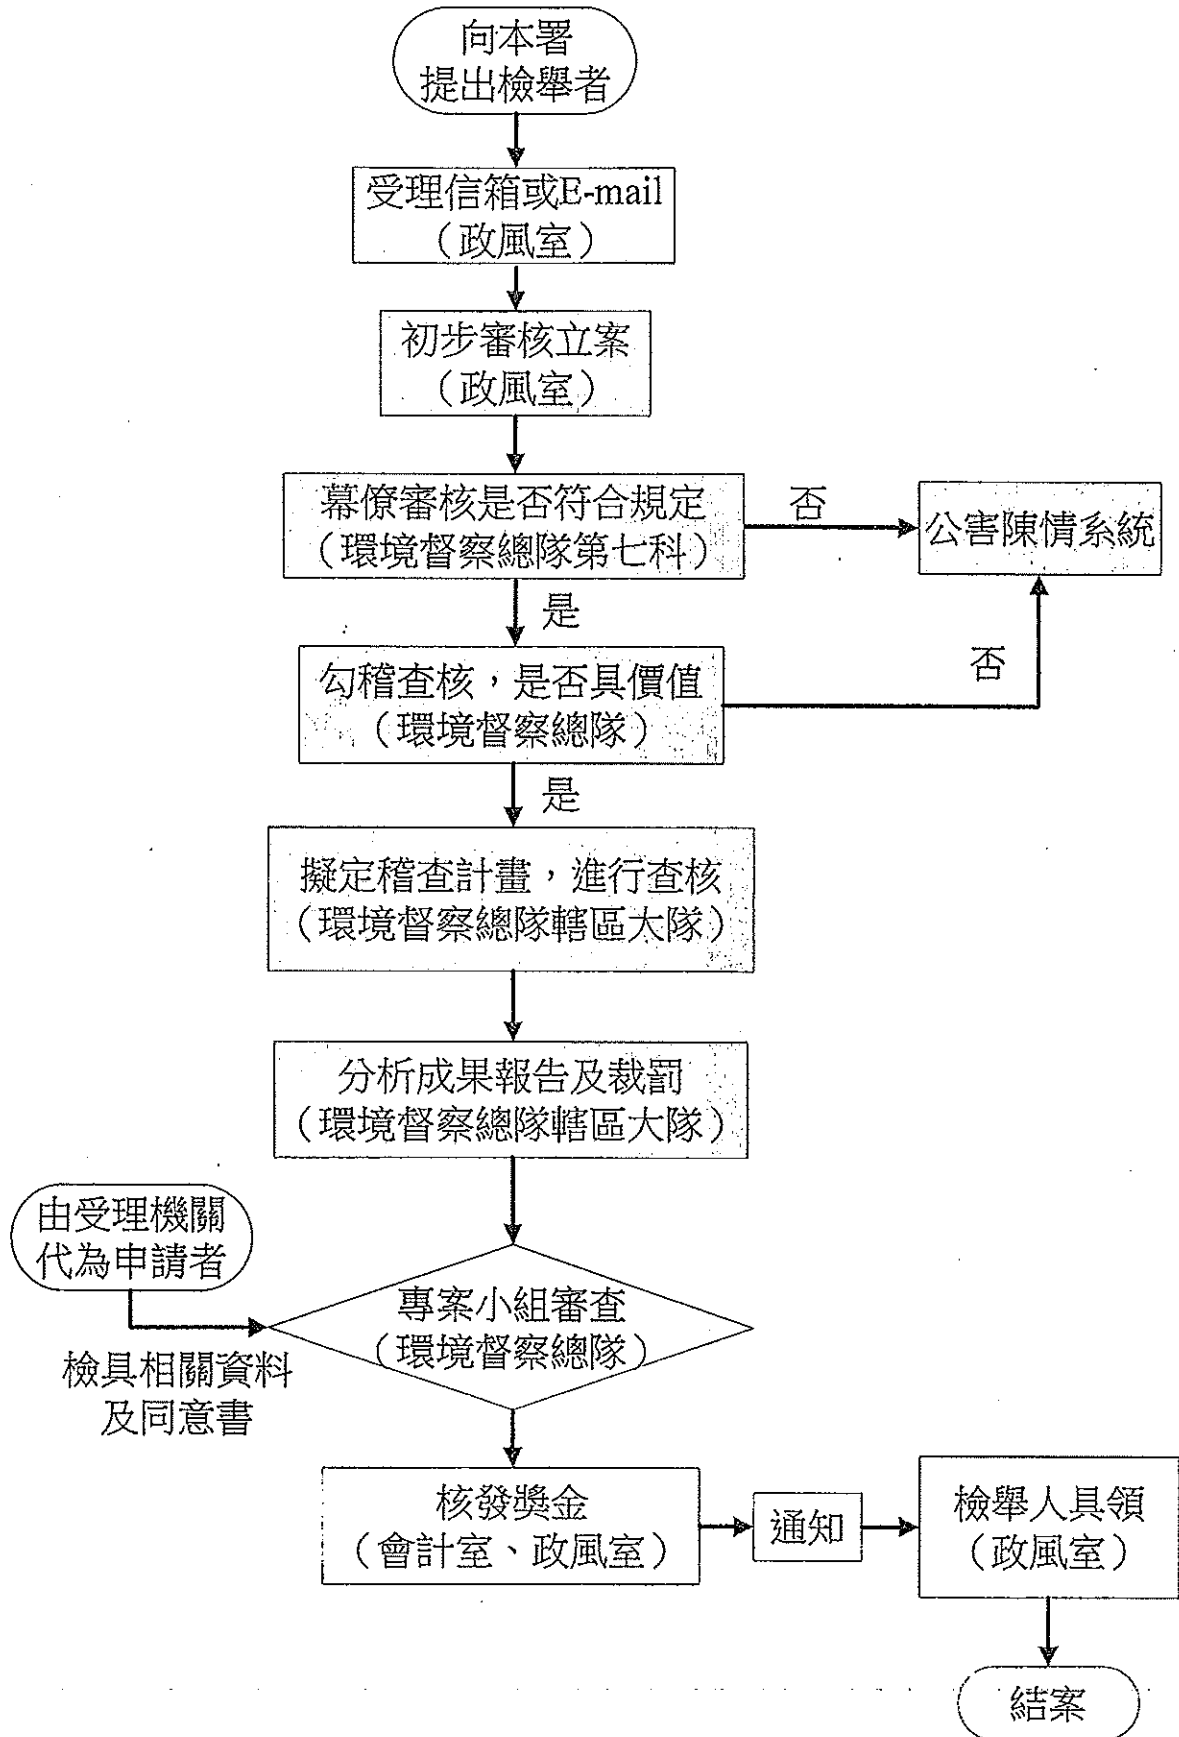 向本署
提出檢舉者
受理信箱或E-mail
（政風室）
初步審核立案
（政風室）
幕僚審核是否符合規定
（環境督察總隊第七科）
否
公害陳情系統
是
勾稽查核，是否具價值
（環境督察總隊）
否
是
擬定稽查計畫，進行查核
（環境督察總隊轄區大隊）
分析成果報告及裁罰
（環境督察總隊轄區大隊）
由受理機關
代為申請者
檢具相關資料
及同意書
專案小組審查
（環境督察總隊）
核發獎金
（會計室、政風室）
通知
檢舉人具領
（政風室）
結案